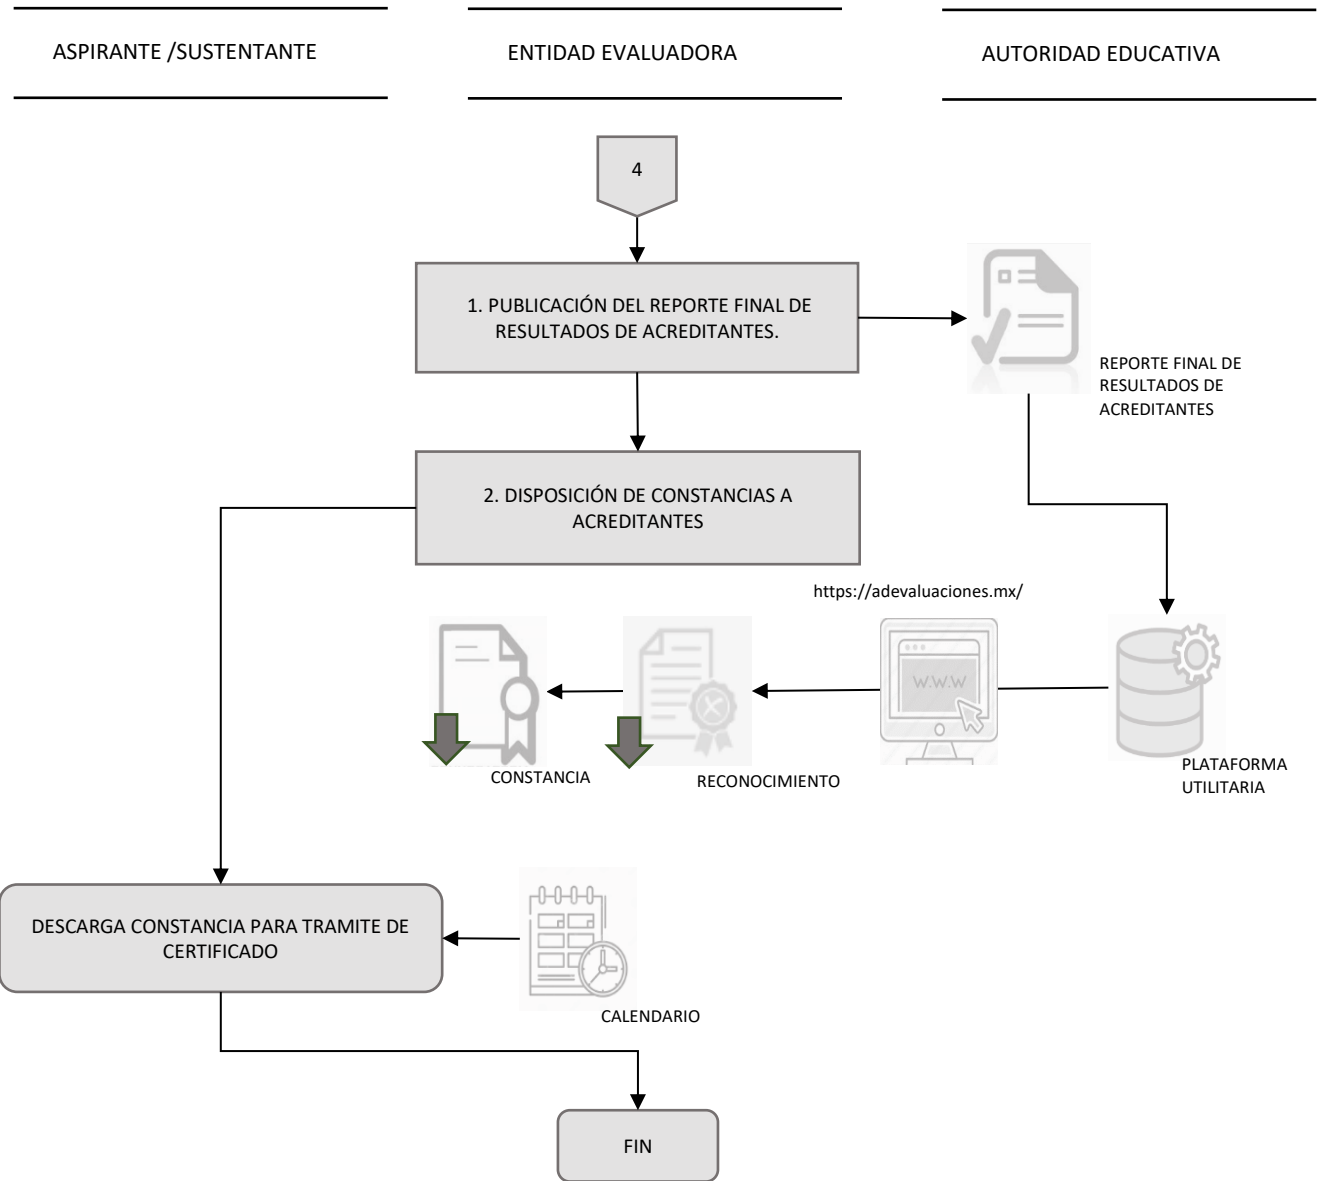 ASPIRANTE /SUSTENTANTE
ENTIDAD EVALUADORA
AUTORIDAD EDUCATIVA
4
1. PUBLICACIÓN DEL REPORTE FINAL DE
RESULTADOS DE ACREDITANTES.
REPORTE FINAL DE
RESULTADOS DE
ACREDITANTES
2. DISPOSICIÓN DE CONSTANCIAS A
ACREDITANTES
https://adevaluaciones.mx/
W.W.W
CONSTANCIA
RECONOCIMIENTO
PLATAFORMA
UTILITARIA
DESCARGA CONSTANCIA PARA TRAMITE DE
CERTIFICADO
CALENDARIO
FIN